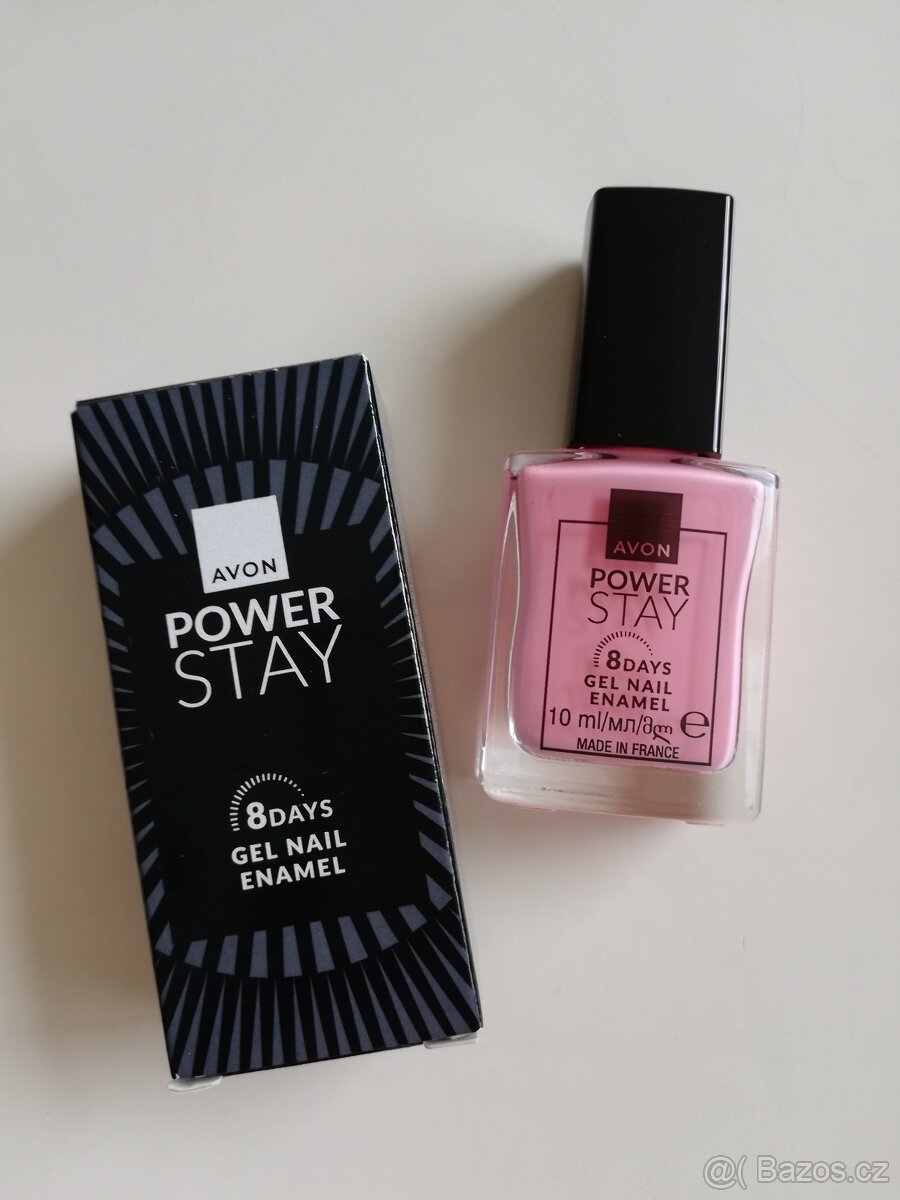 AVON
POWER
STAY
8DAYS
GEL NAIL
ENAMEL
AVON
POWER
STAY
8DAYS
GEL NAIL
ENAMEL
10 ml/мл/მლ ℮
MADE IN FRANCE
@( Bazos.cz